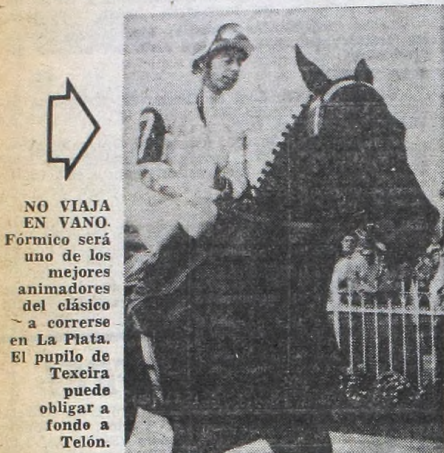 NO VIAJA
EN VANO.
Fórmico será
uno de los
mejores
animadores
del clásico
a correrse
en La Plata.
El pupilo de
Texeira
puede
obligar a
fondo a
Telón.